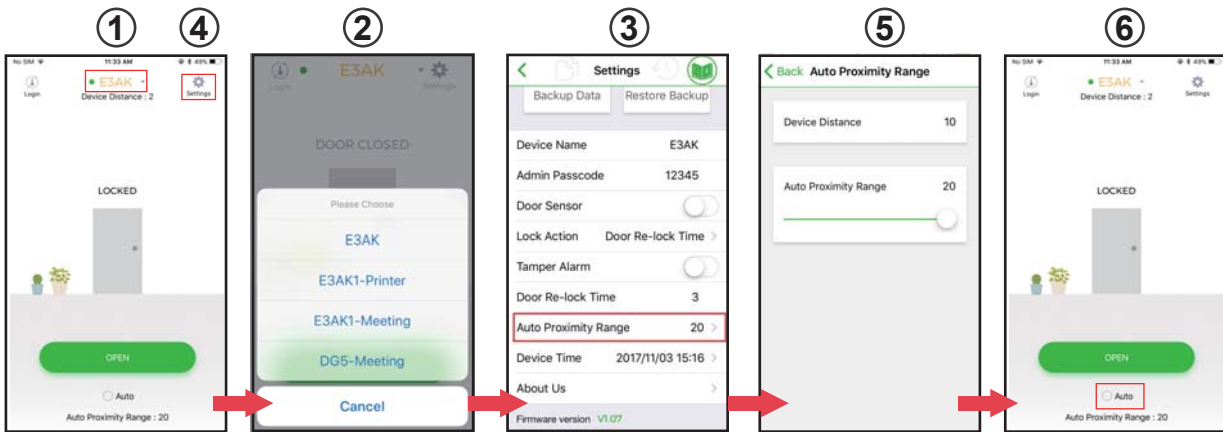 1
4
2
3
5
6
No SIM
11:33 AM
49%
Login
E3AK
Settings
Device Distance : 2
LOCKED
OPEN
Auto
Auto Proximity Range : 20
Login
E3AK
Settings
DOOR CLOSED
Please Choose
E3AK
E3AK1-Printer
E3AK1-Meeting
DG5-Meeting
Cancel
Settings
Backup Data Restore Backup
Device Name E3AK
Admin Passcode 12345
Door Sensor
Lock Action Door Re-lock Time
Tamper Alarm
Door Re-lock Time 3
Auto Proximity Range 20
Device Time 2017/11/03 15:16
About Us
Firmware version V1.07
Back Auto Proximity Range
Device Distance 10
Auto Proximity Range 20
No SIM
11:33 AM
49%
Login
E3AK
Settings
Device Distance : 2
LOCKED
OPEN
Auto
Auto Proximity Range : 20